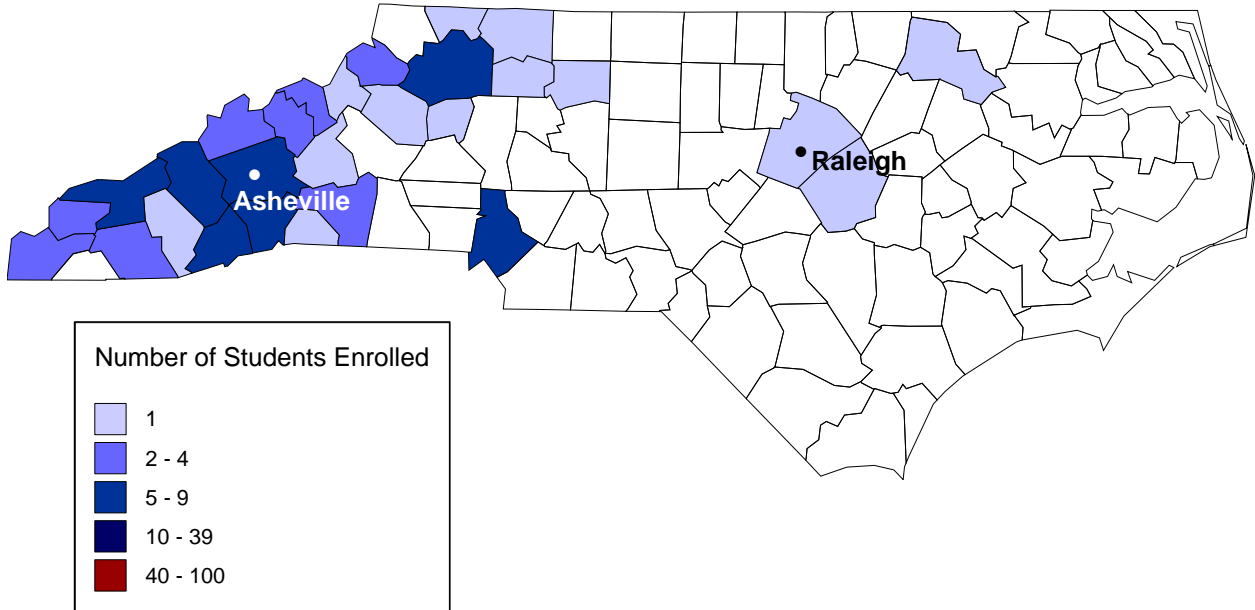 Raleigh
Asheville
Number of Students Enrolled
1
2 - 4
5 - 9
10 - 39
40 - 100